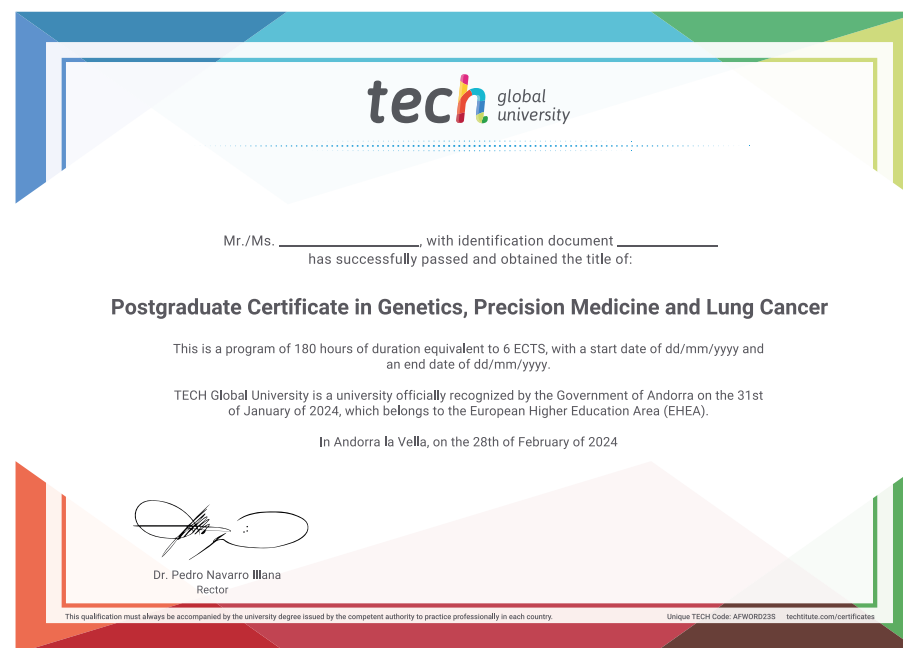 tech global university
Mr./Ms. ____________, with identification document ____________
has successfully passed and obtained the title of:
Postgraduate Certificate in Genetics, Precision Medicine and Lung Cancer
This is a program of 180 hours of duration equivalent to 6 ECTS, with a start date of dd/mm/yyyy and
an end date of dd/mm/yyyy.
TECH Global University is a university officially recognized by the Government of Andorra on the 31st
of January of 2024, which belongs to the European Higher Education Area (EHEA).
In Andorra la Vella, on the 28th of February of 2024
Dr. Pedro Navarro Illana
Rector
This qualification must always be accompanied by the university degree issued by the competent authority to practice professionally in each country.
Unique TECH Code: AFWORD23S techtitute.com/certificates